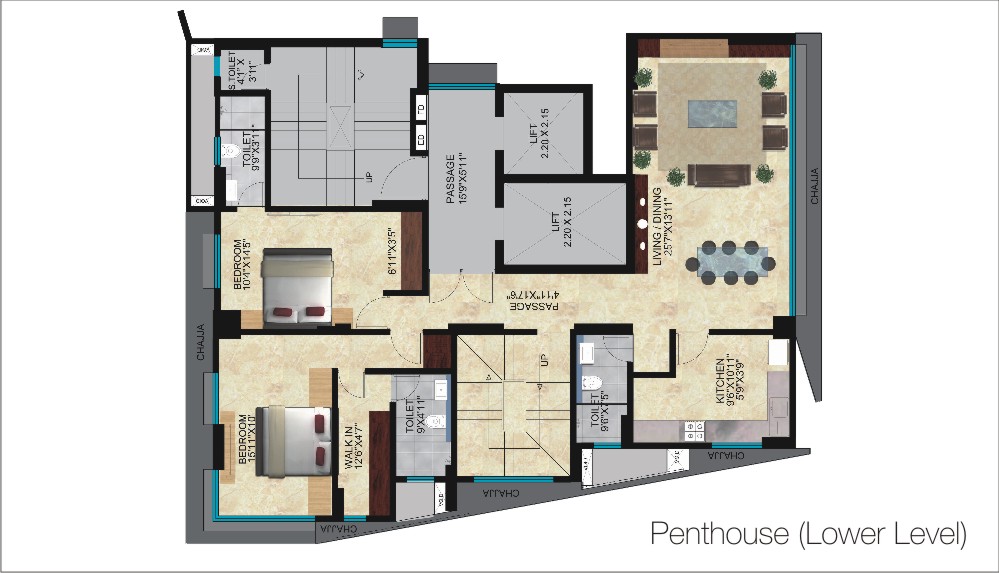 S.TOILET
4'1" X
3'11"
TOILET
9'9"X3'11"
UP
FD
ED
PASSAGE
15'9"X5'11"
LIFT
2.20 X 2.15
LIFT
2.20 X 2.15
LIVING / DINING
25'7"X13'11"
CHAJJA
BEDROOM
10'4"X14'5"
6'11"X3'5"
PASSAGE
4'11"X17'6"
CHAJJA
BEDROOM
15'11"X10'
WALK IN
12'6"X4'7"
TOILET
9'X4'11"
UP
TOILET
9'6"X7'5"
KITCHEN
9'6"X10'11"
5'9"X3'9"
CHAJJA
CHAJJA
CHAJJA
Penthouse (Lower Level)